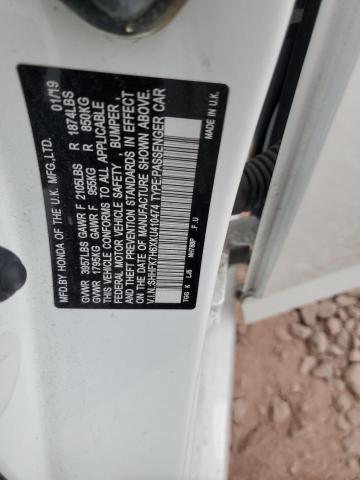 MFD.BY HONDA OF THE U.K. MFG.,LTD. 01/19
GVWR 3957LBS GAWR F 2105LBS R 1874LBS
GVWR 1795KG GAWR F 955KG R 850KG
THIS VEHICLE CONFORMS TO ALL APPLICABLE
FEDERAL MOTOR VEHICLE SAFETY , BUMPER ,
AND THEFT PREVENTION STANDARDS IN EFFECT
ON THE DATE OF MANUFACTURE SHOWN ABOVE.
V.I.N. TYPE:PASSENGER CAR
MADE IN U.K.
TGG K LJ5 F U